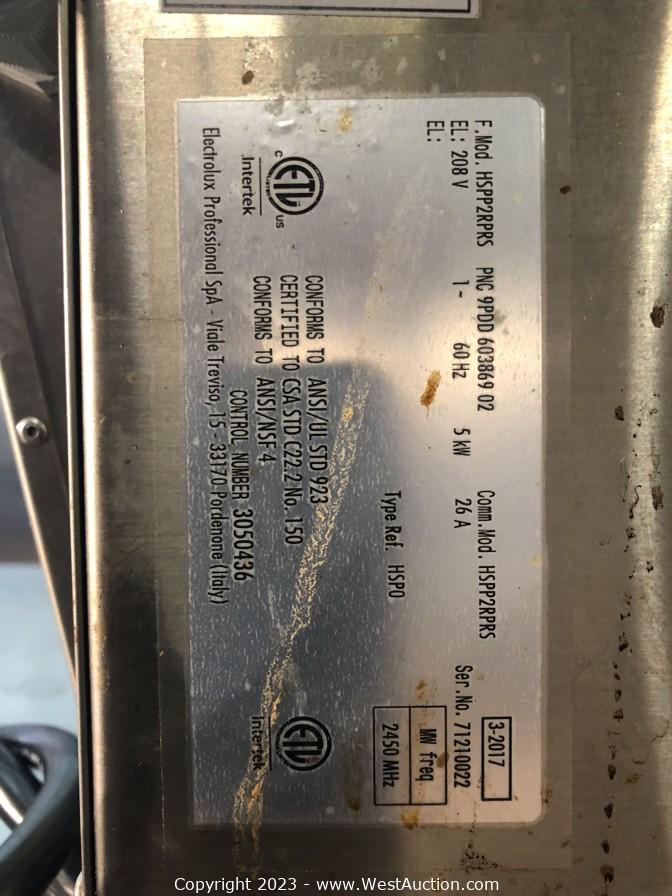 3-2017
F.Mod. HSPP2RPRS PNC 9PDD 603869 02 Comm.Mod. HSPP2RPRS Ser.No. 71210022
EL: 208 V 1~ 60 Hz 5 kW 26 A
EL:
MW freq
2450 MHz
Type Ref. HSPO
ETL
C US
Intertek
CONFORMS TO ANSI/UL STD 923
CERTIFIED TO CSA STD C22.2 No. 150
CONFORMS TO ANSI/NSF 4
CONTROL NUMBER 3050436
ETL
Intertek
Electrolux Professional SpA - Viale Treviso, 15 - 33170 Pordenone (Italy)
Copyright 2023 - www.WestAuction.com